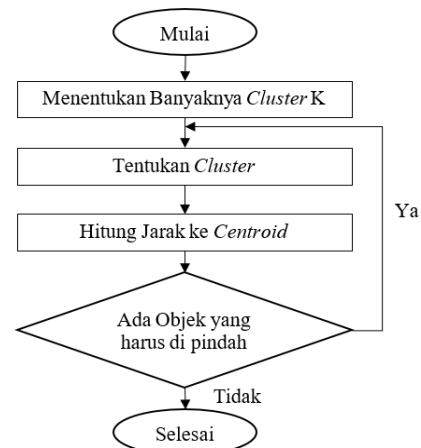 Mulai
Menentukan Banyaknya Cluster K
Tentukan Cluster
Hitung Jarak ke Centroid
Ya
Ada Objek yang
harus di pindah
Tidak
Selesai